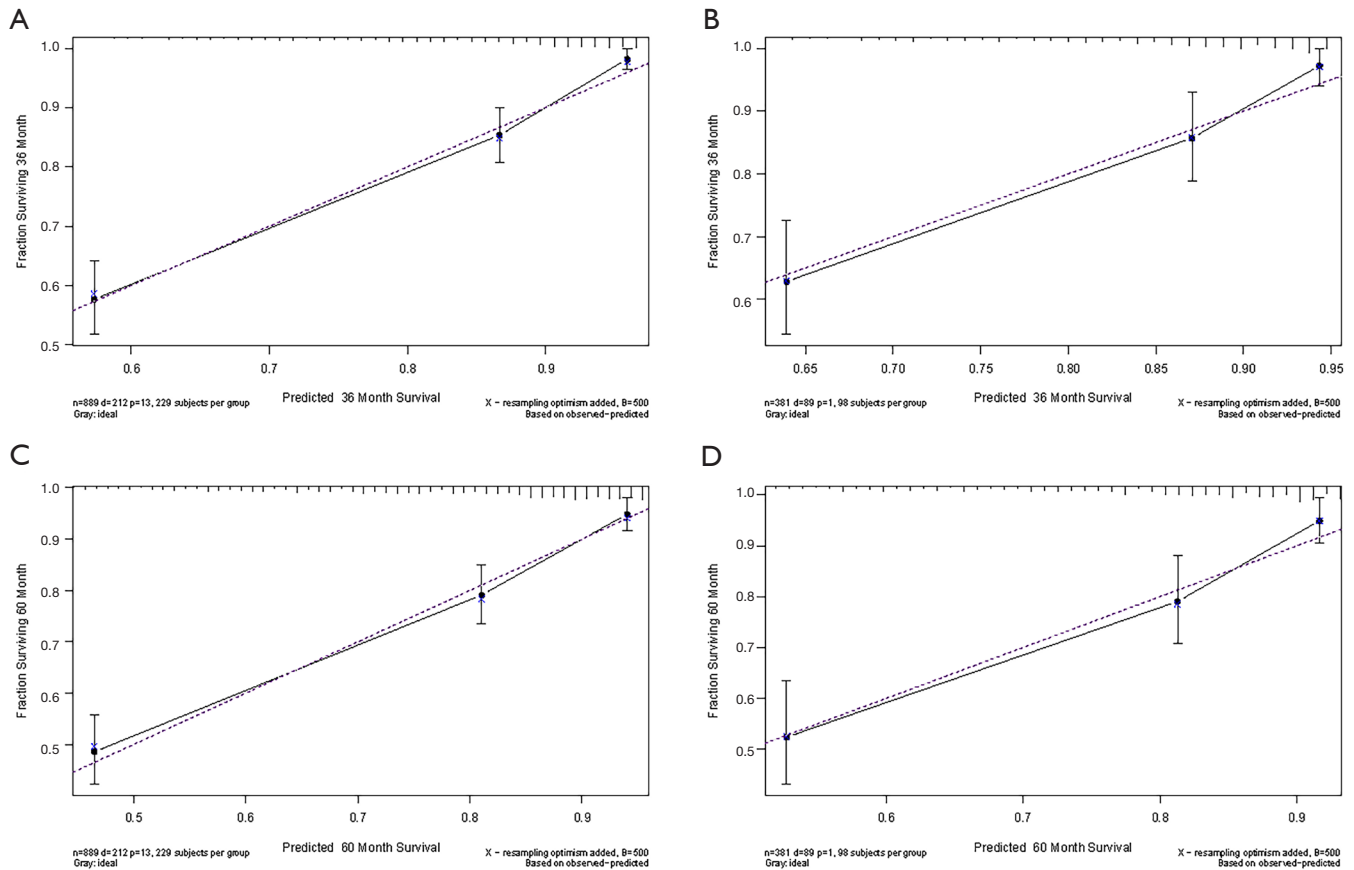 A
1.0
0.9
0.8
0.7
0.6
0.5
Fraction Surviving 36 Month
0.6 0.7 0.8 0.9
Predicted 36 Month Survival
n=889 d=212 p=13, 229 subjects per group
Gray: ideal
X - resampling optimism added, B=500
Based on observed-predicted
B
1.0
0.9
0.8
0.7
0.6
Fraction Surviving 36 Month
0.65 0.70 0.75 0.80 0.85 0.90 0.95
Predicted 36 Month Survival
n=381 d=89 p=1, 98 subjects per group
Gray: ideal
X - resampling optimism added, B=500
Based on observed-predicted
C
1.0
0.9
0.8
0.7
0.6
0.5
Fraction Surviving 60 Month
0.5 0.6 0.7 0.8 0.9
Predicted 60 Month Survival
n=889 d=212 p=13, 229 subjects per group
Gray: ideal
X - resampling optimism added, B=500
Based on observed-predicted
D
1.0
0.9
0.8
0.7
0.6
0.5
Fraction Surviving 60 Month
0.6 0.7 0.8 0.9
Predicted 60 Month Survival
n=381 d=89 p=1, 98 subjects per group
Gray: ideal
X - resampling optimism added, B=500
Based on observed-predicted